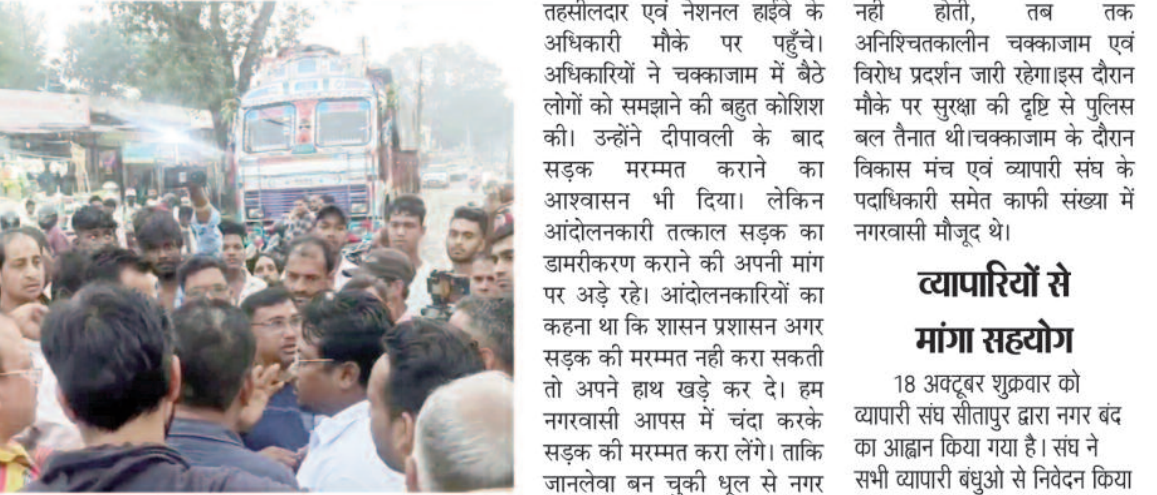 तहसीलदार एवं नेशनल हाईवे के
अधिकारी मौके पर पहुँचे।
अधिकारियों ने चक्काजाम में बैठे
लोगों को समझाने की बहुत कोशिश
की। उन्होंने दीपावली के बाद
सड़क मरम्मत कराने का
आश्वासन भी दिया। लेकिन
आंदोलनकारी तत्काल सड़क का
डामरीकरण कराने की अपनी मांग
पर अड़े रहे। आंदोलनकारियों का
कहना था कि शासन प्रशासन अगर
सड़क की मरम्मत नही करा सकती
तो अपने हाथ खड़े कर दे। हम
नगरवासी आपस में चंदा करके
सड़क की मरम्मत करा लेंगे। ताकि
जानलेवा बन चुकी धूल से नगर
नही होती, तब तक
अनिश्चितकालीन चक्काजाम एवं
विरोध प्रदर्शन जारी रहेगा।इस दौरान
मौके पर सुरक्षा की दृष्टि से पुलिस
बल तैनात थी।चक्काजाम के दौरान
विकास मंच एवं व्यापारी संघ के
पदाधिकारी समेत काफी संख्या में
नगरवासी मौजूद थे।
व्यापारियों से
मांगा सहयोग
18 अक्टूबर शुक्रवार को
व्यापारी संघ सीतापुर द्वारा नगर बंद
का आह्वान किया गया है। संघ ने
सभी व्यापारी बंधुओ से निवेदन किया